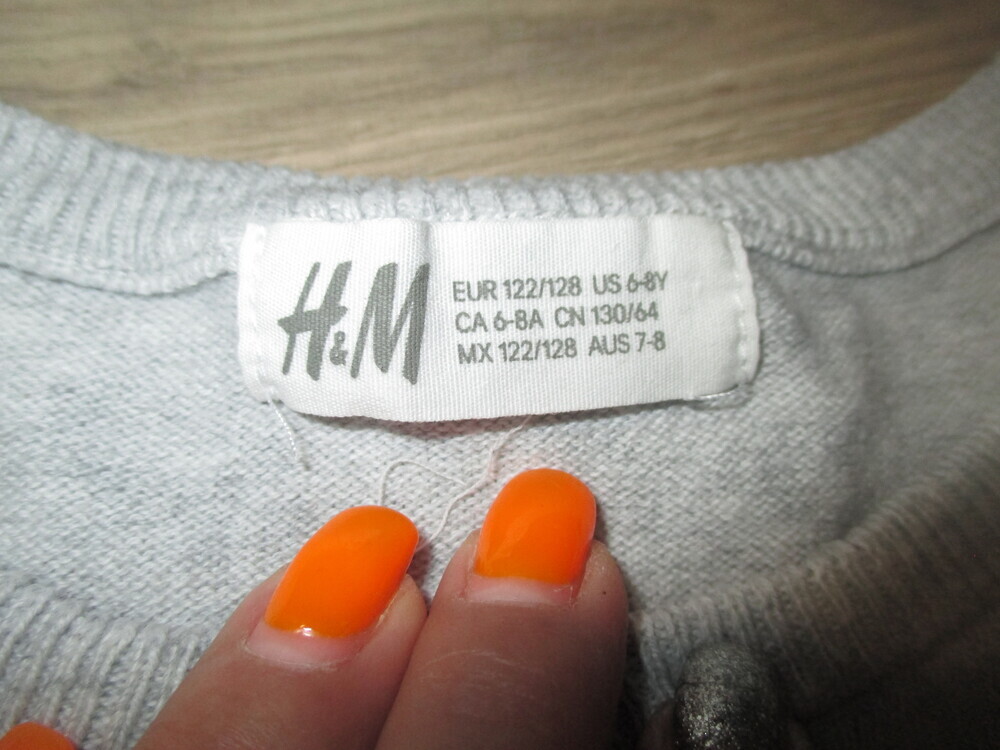 H&M
EUR 122/128 US 6-8Y
CA 6-8A CN 130/64
MX 122/128 AUS 7-8